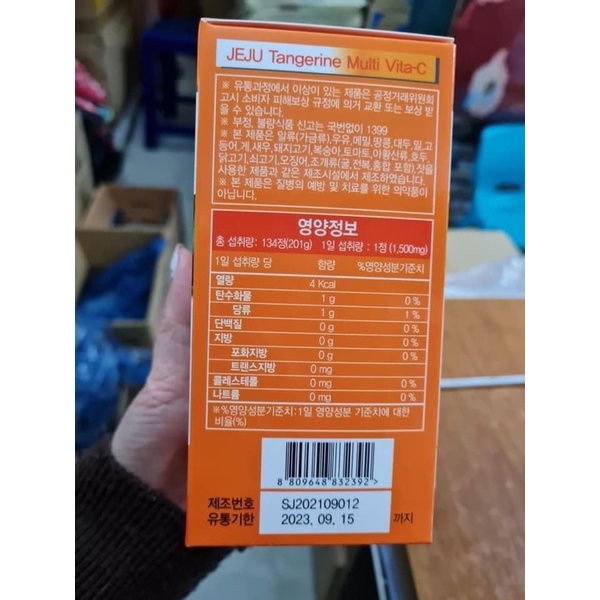 JEJU Tangerine Multi Vita-C
※ 유통과정에서 이상이 있는 제품은 공정거래위원회
고시 소비자 피해보상 규정에 의거 교환 또는 보상 받
을 수 있습니다.
※ 부정, 불량식품 신고는 국번없이 1399
※ 본 제품은 알류(가금류),우유,메밀,땅콩,대두,밀,고
등어,게,새우,돼지고기,복숭아,토마토,아황산류,호두,
닭고기,쇠고기,오징어,조개류(굴,전복,홍합 포함),잣을
사용한 제품과 같은 제조시설에서 제조하였습니다.
※ 본 제품은 질병의 예방 및 치료를 위한 의약품이
아닙니다.
영양정보
총 섭취량: 134정(201g) 1일 섭취량 : 1정 (1,500mg)
1일 섭취량 당 함량 %영양성분기준치
열량 4 Kcal
탄수화물 1 g 0 %
당류 1 g 1 %
단백질 0 g 0 %
지방 0 g 0 %
포화지방 0 g 0 %
트랜스지방 0 mg
콜레스테롤 0 mg 0 %
나트륨 0 mg 0 %
※%영양성분기준치:1일 영양성분 기준치에 대한
비율(%)
8 809648 832392>
제조번호 SJ202109012
유통기한 2023. 09. 15 까지